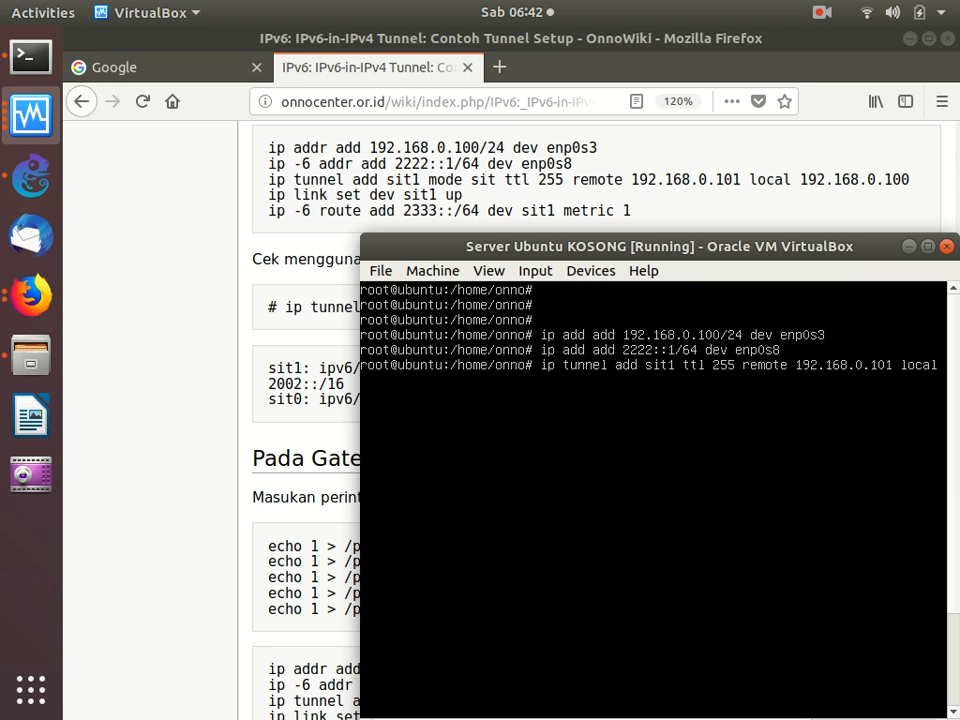 Activities
VirtualBox
Sab 06:42
IPv6: IPv6-in-IPv4 Tunnel: Contoh Tunnel Setup - OnnoWiki - Mozilla Firefox
Google
IPv6: IPv6-in-IPv4 Tunnel: Co
onnocenter.or.id/wiki/index.php/IPv6:_IPv6-in-IPv
120%
ip addr add 192.168.0.100/24 dev enp0s3
ip -6 addr add 2222::1/64 dev enp0s8
ip tunnel add sit1 mode sit ttl 255 remote 192.168.0.101 local 192.168.0.100
ip link set dev sit1 up
ip -6 route add 2333::/64 dev sit1 metric 1
Cek mengguna
# ip tunnel
sit1: ipv6/
2002::/16
sit0: ipv6/
Pada Gate
Masukan perint
echo 1 > /p
echo 1 > /p
echo 1 > /p
echo 1 > /p
echo 1 > /p
ip addr add
ip -6 addr
ip tunnel a
ip link set
Server Ubuntu KOSONG [Running] - Oracle VM VirtualBox
File Machine View Input Devices Help
root@ubuntu:/home/onno#
root@ubuntu:/home/onno#
root@ubuntu:/home/onno#
root@ubuntu:/home/onno# ip add add 192.168.0.100/24 dev enp0s3
root@ubuntu:/home/onno# ip add add 2222::1/64 dev enp0s8
root@ubuntu:/home/onno# ip tunnel add sit1 ttl 255 remote 192.168.0.101 local